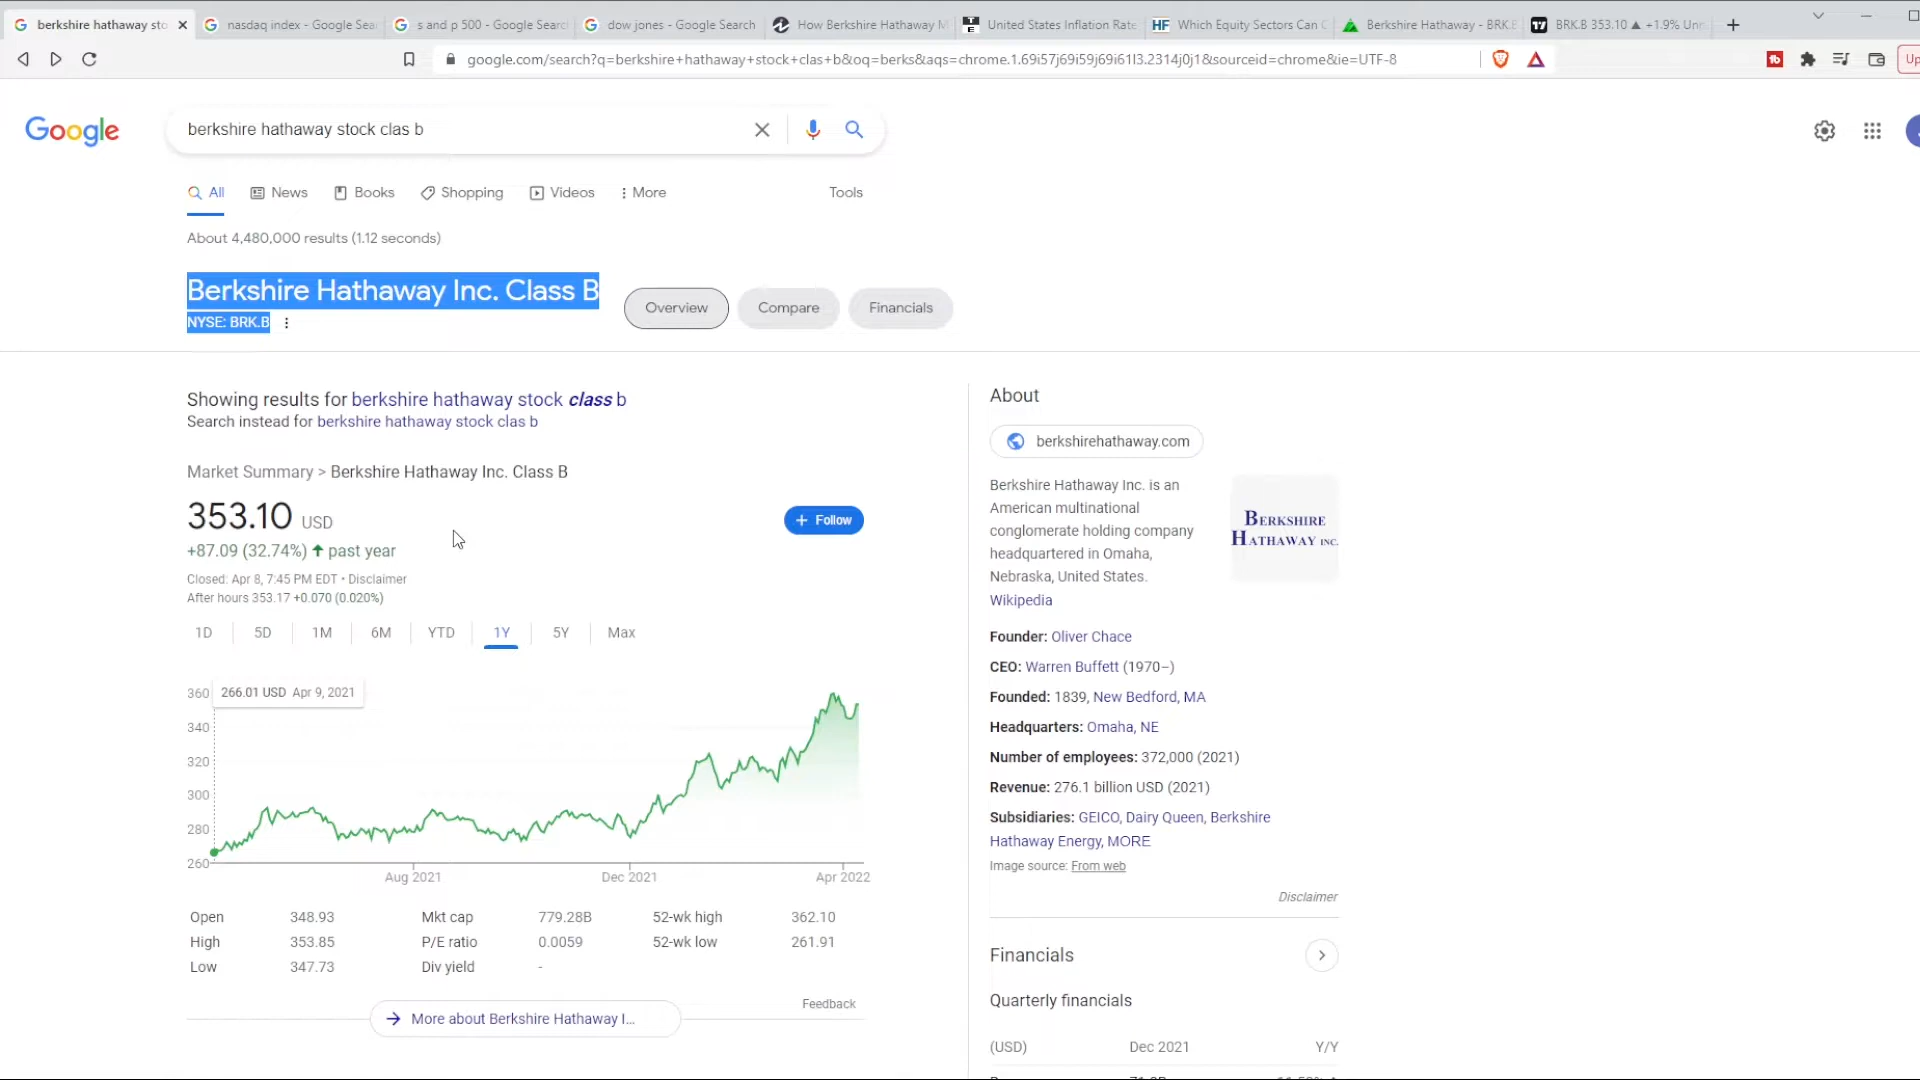 berkshire hathaway sto
nasdaq index - Google Sear
s and p 500 - Google Search
dow jones - Google Search
How Berkshire Hathaway M
United States Inflation Rate
HF Which Equity Sectors Can C
Berkshire Hathaway - BRK.B
BRK.B 353.10 ▲ +1.9% Unn
google.com/search?q=berkshire+hathaway+stock+clas+b&oq=berks&aqs=chrome.1.69i57j69i59j69i61l3.2314j0j1&sourceid=chrome&ie=UTF-8
Up
Google
berkshire hathaway stock clas b
All
News
Books
Shopping
Videos
More
Tools
About 4,480,000 results (1.12 seconds)
Berkshire Hathaway Inc. Class B
NYSE: BRK.B
Overview
Compare
Financials
Showing results for berkshire hathaway stock class b
Search instead for berkshire hathaway stock clas b
Market Summary > Berkshire Hathaway Inc. Class B
353.10 USD
+ Follow
+87.09 (32.74%) past year
Closed: Apr 8, 7:45 PM EDT • Disclaimer
After hours 353.17 +0.070 (0.020%)
1D 5D 1M 6M YTD 1Y 5Y Max
266.01 USD Apr 9, 2021
360
340
320
300
280
260
Aug 2021 Dec 2021 Apr 2022
Open 348.93 Mkt cap 779.28B 52-wk high 362.10
High 353.85 P/E ratio 0.0059 52-wk low 261.91
Low 347.73 Div yield -
Feedback
More about Berkshire Hathaway I...
About
berkshirehathaway.com
Berkshire Hathaway Inc. is an
American multinational
conglomerate holding company
headquartered in Omaha,
Nebraska, United States.
Wikipedia
BERKSHIRE
HATHAWAY INC.
Founder: Oliver Chace
CEO: Warren Buffett (1970–)
Founded: 1839, New Bedford, MA
Headquarters: Omaha, NE
Number of employees: 372,000 (2021)
Revenue: 276.1 billion USD (2021)
Subsidiaries: GEICO, Dairy Queen, Berkshire
Hathaway Energy, MORE
Image source: From web
Disclaimer
Financials
Quarterly financials
(USD) Dec 2021 Y/Y